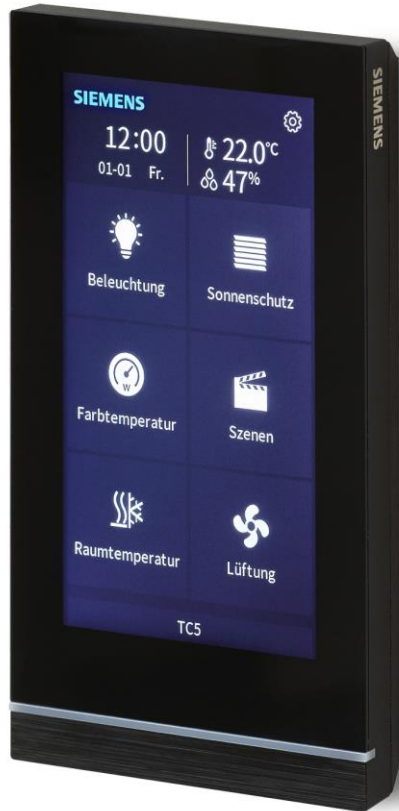 SIEMENS
12:00
01-01 Fr.
22.0°C
47%
Beleuchtung
Sonnenschutz
Farbtemperatur
W
Szenen
Raumtemperatur
Lüftung
TC5
SIEMENS